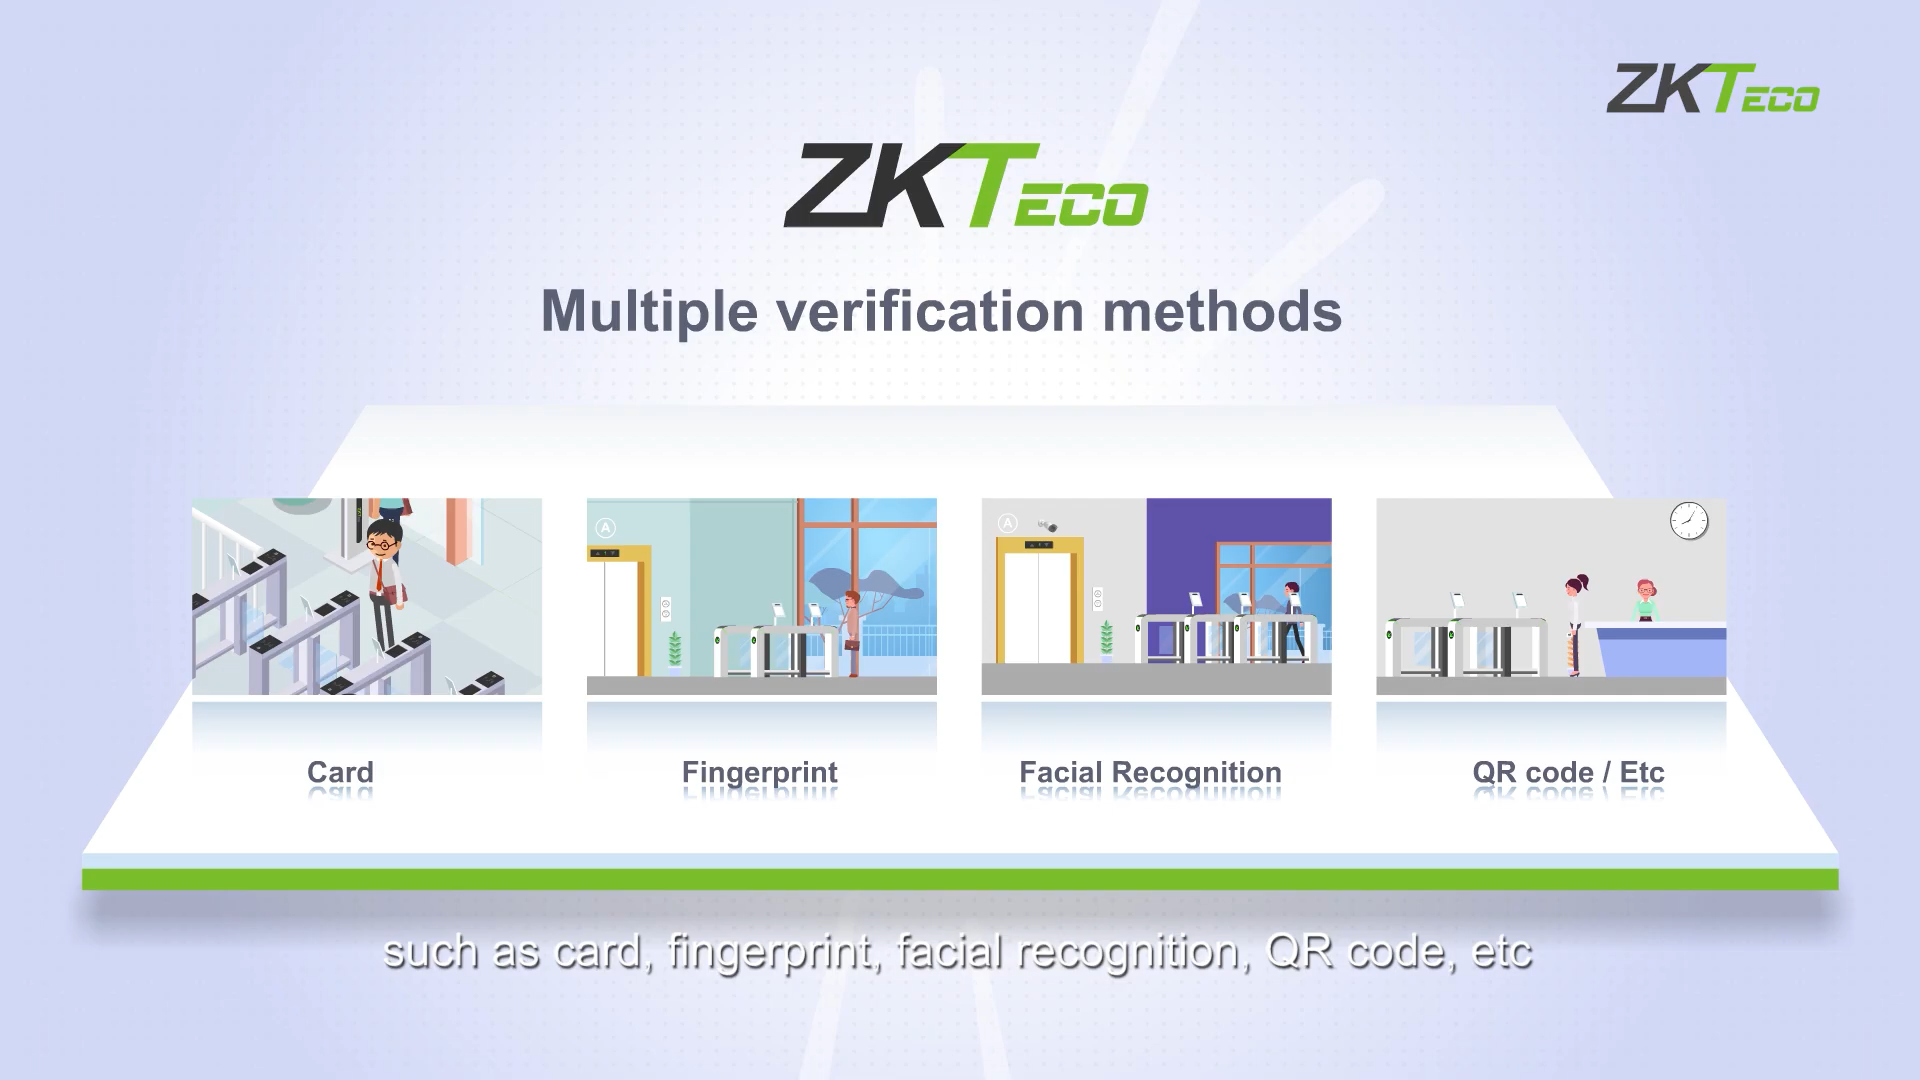 ZKTECO
ZKTECO
Multiple verification methods
A
A
Card
Fingerprint
Facial Recognition
QR code / Etc
such as card, fingerprint, facial recognition, QR code, etc